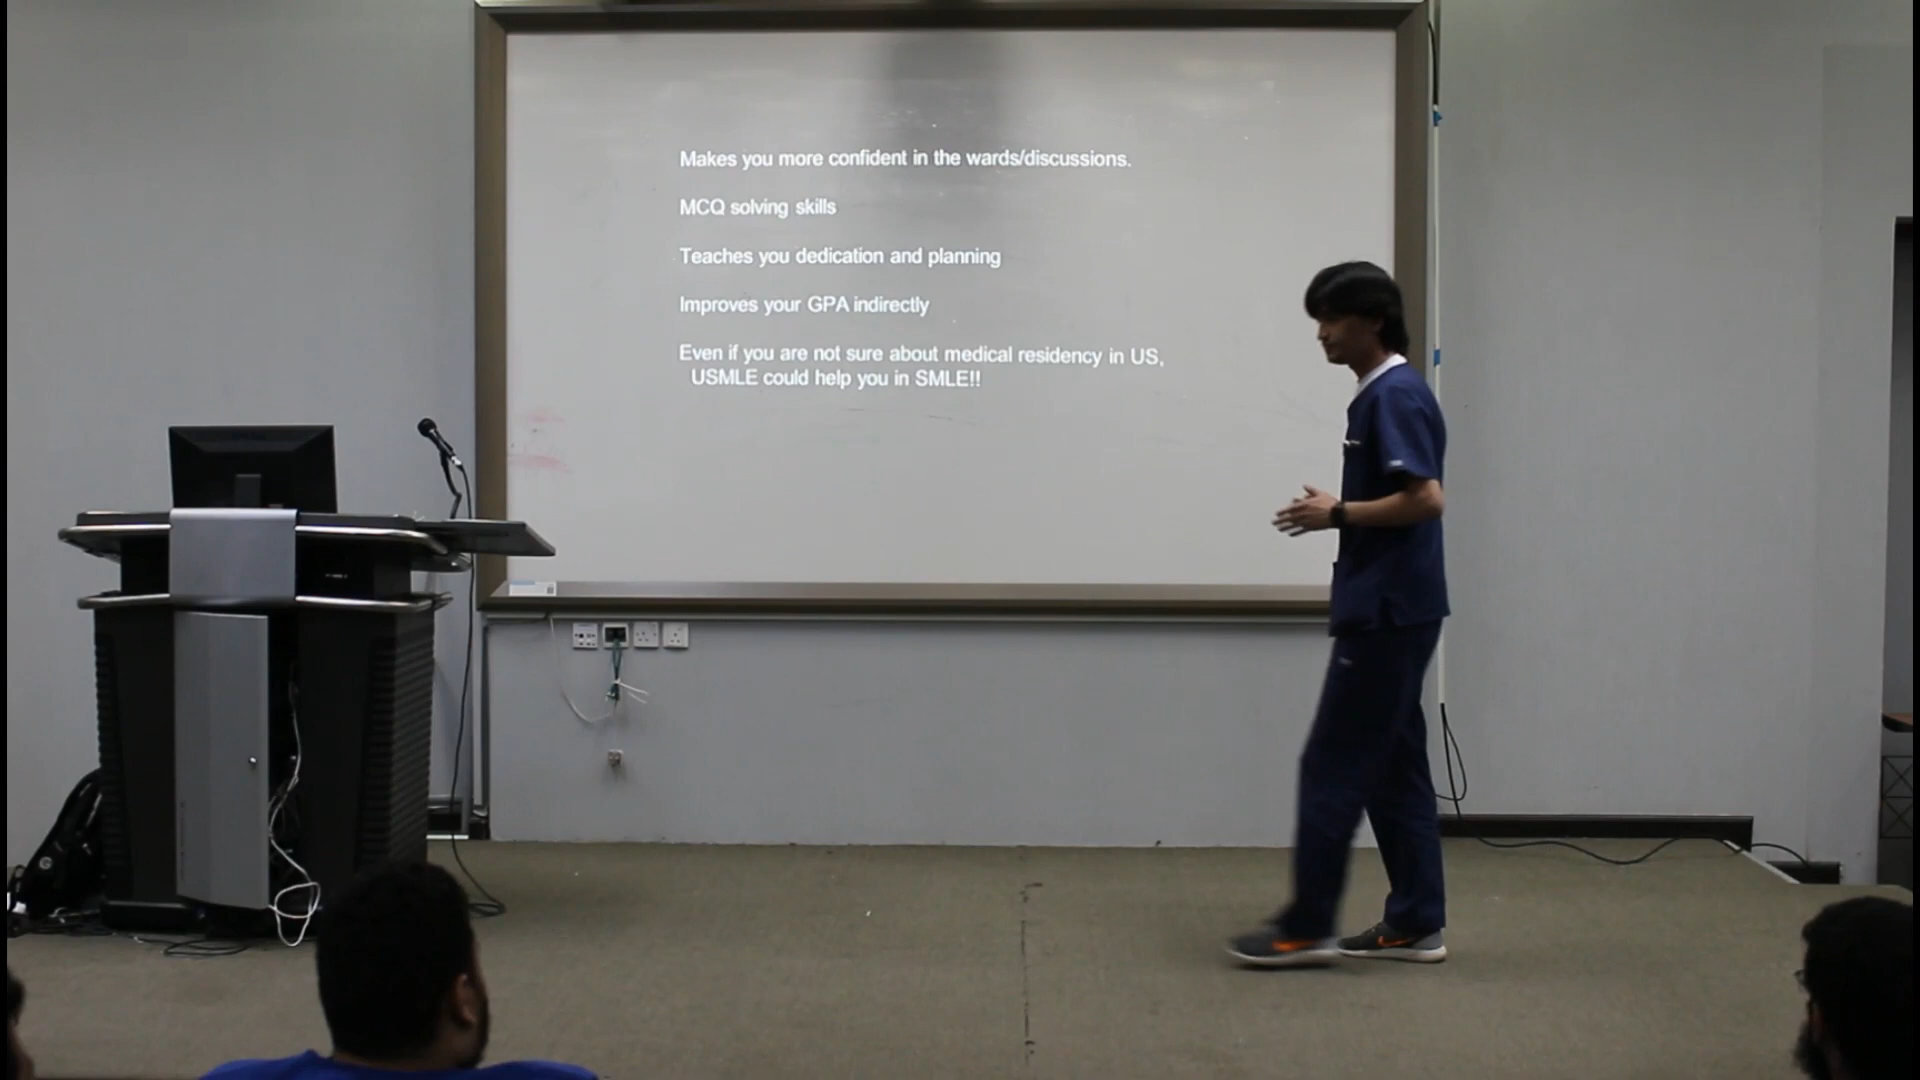 Makes you more confident in the wards/discussions.
MCQ solving skills
Teaches you dedication and planning
Improves your GPA indirectly
Even if you are not sure about medical residency in US,
USMLE could help you in SMLE!!